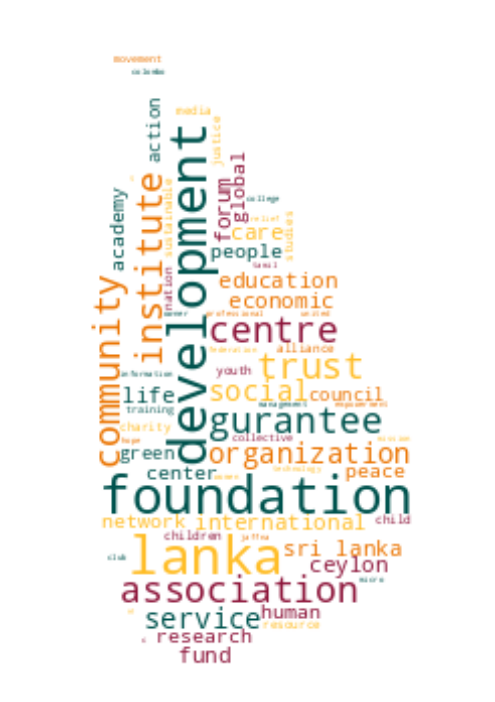 movement
colombo
media
action
justice
development
global
forum
institute
sustainable
academy
college
relief
care
studies
people
tamil
nation
education
economic
community
professional
united
centre
federation
alliance
trust
information
youth
social
life
council
management
empowerment
training
gurantee
charity
collective
mission
hope
green
organization
center
technology
peace
women
foundation
network
international
child
children
jaffna
lanka
sri lanka
club
ceylon
micro
association
service
human
resource
research
fund